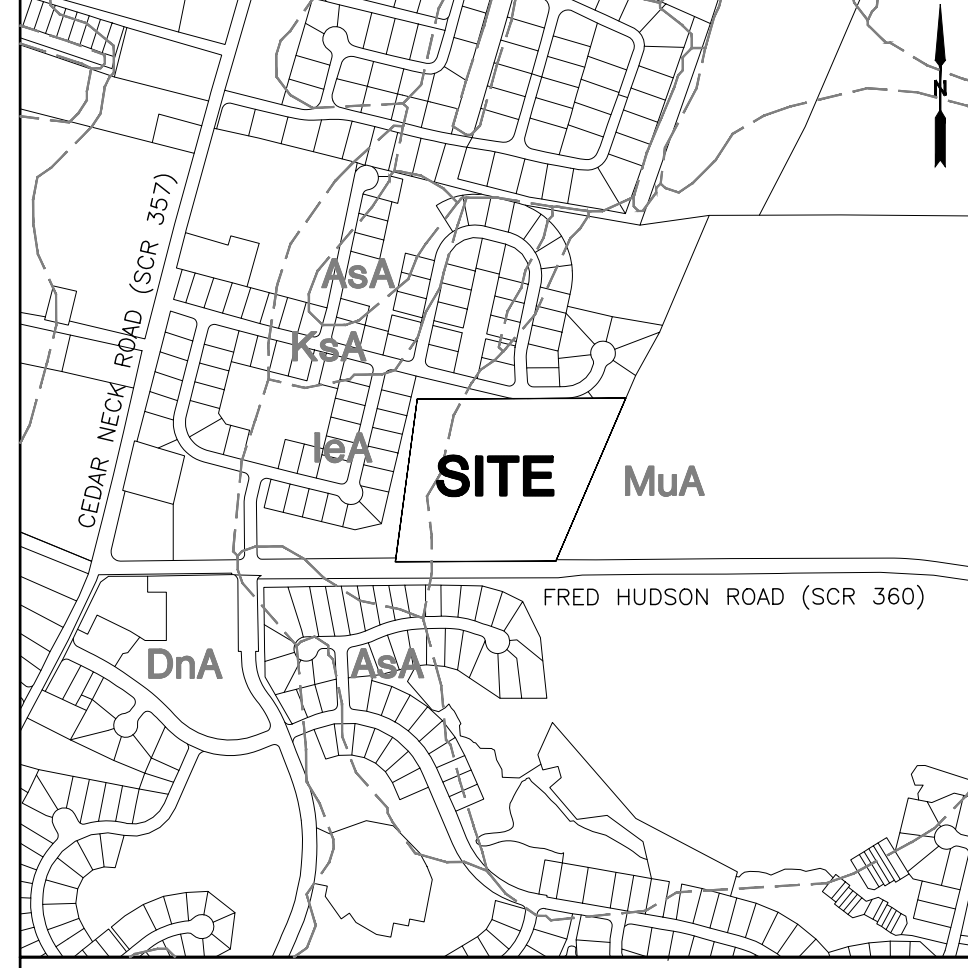 N
CEDAR NECK ROAD (SCR 357)
AsA
KsA
IeA
SITE
MuA
FRED HUDSON ROAD (SCR 360)
DnA
AsA